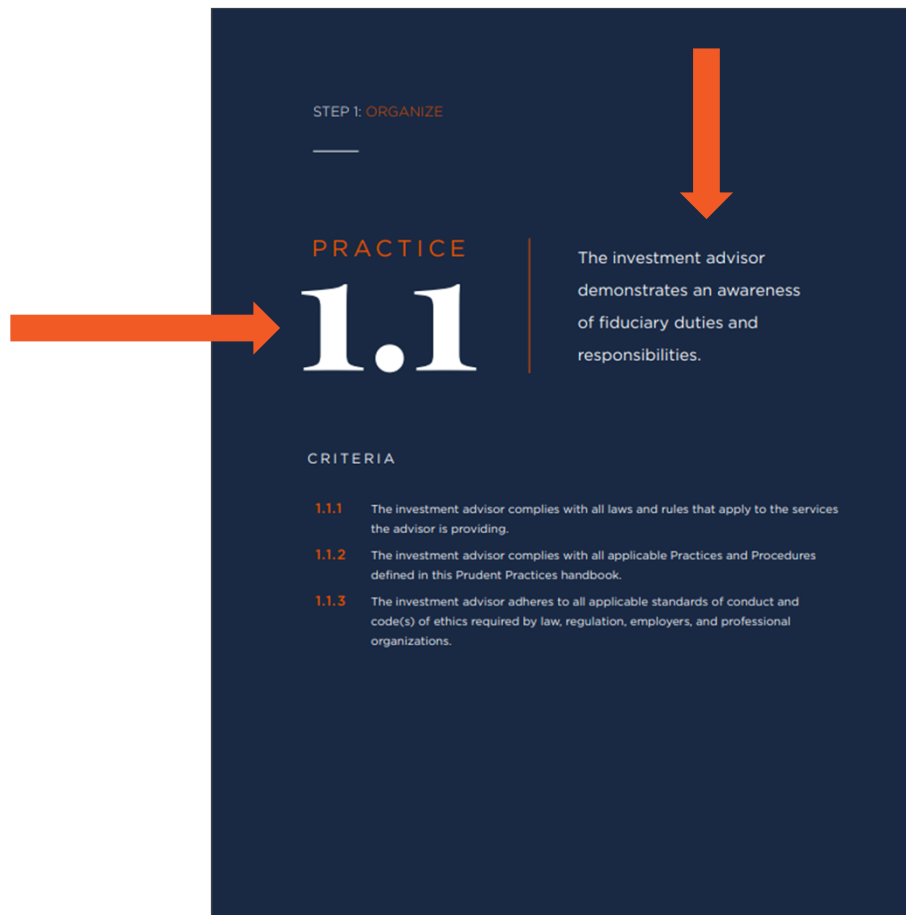 STEP 1: ORGANIZE
PRACTICE
1.1
The investment advisor
demonstrates an awareness
of fiduciary duties and
responsibilities.
CRITERIA
1.1.1 The investment advisor complies with all laws and rules that apply to the services
the advisor is providing.
1.1.2 The investment advisor complies with all applicable Practices and Procedures
defined in this Prudent Practices handbook.
1.1.3 The investment advisor adheres to all applicable standards of conduct and
code(s) of ethics required by law, regulation, employers, and professional
organizations.